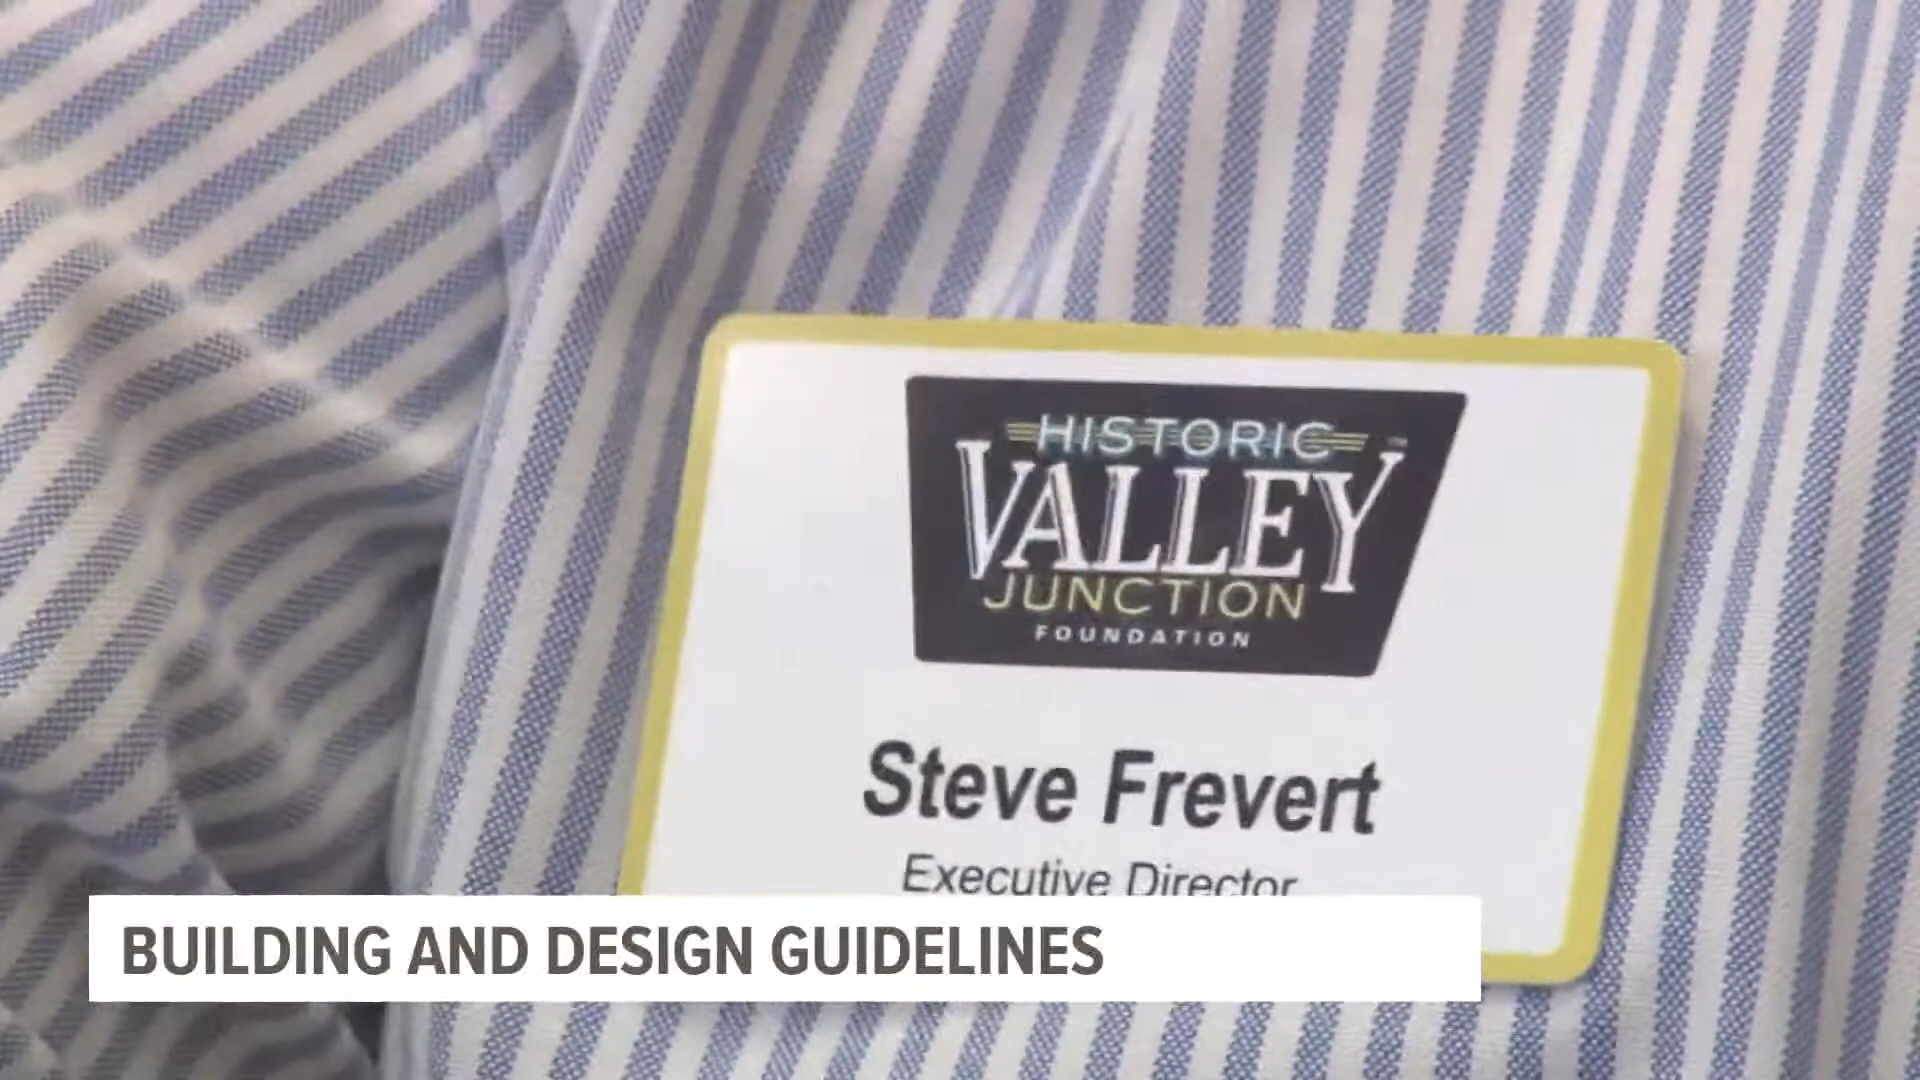 HISTORIC
VALLEY
JUNCTION
FOUNDATION
Steve Frevert
Executive Director
BUILDING AND DESIGN GUIDELINES